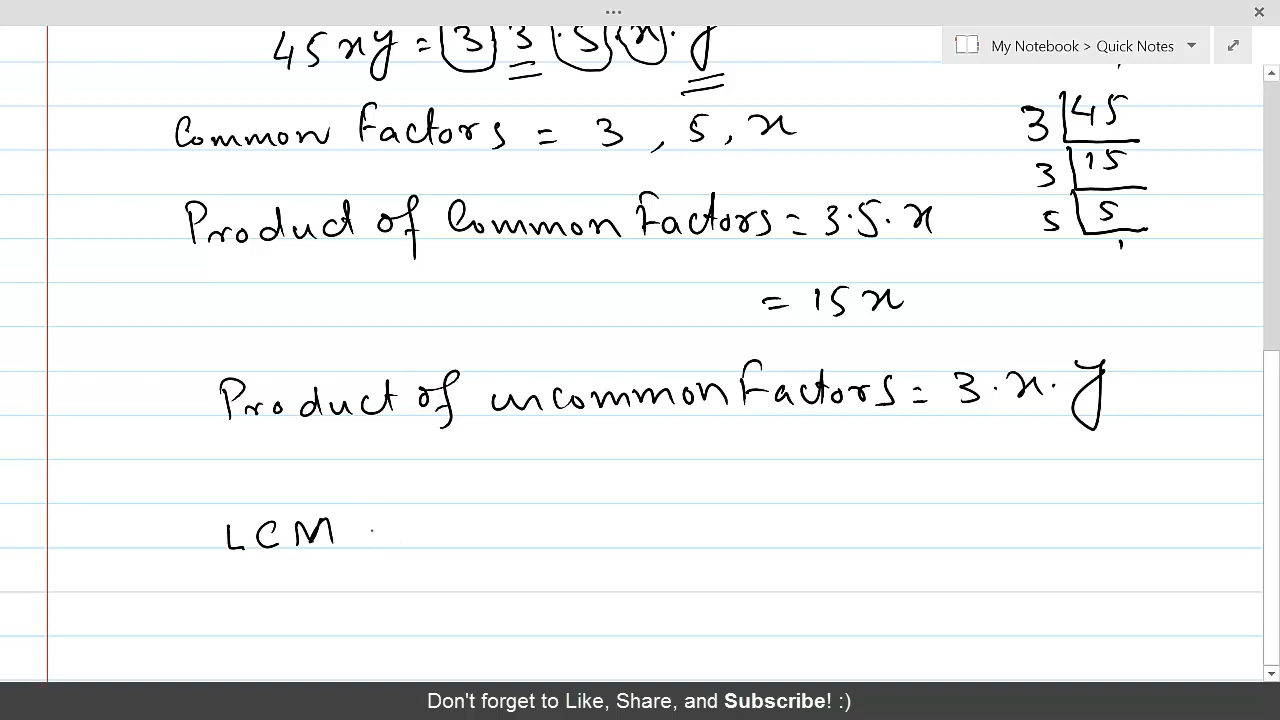 ...
45xy = 3 3 · 5 · x · y
My Notebook > Quick Notes
Common Factors = 3 , 5 , x
3 45
3 15
5 5
1
Product of Common Factors = 3·5·x
= 15x
Product of uncommon Factors = 3·x·y
LCM
Don't forget to Like, Share, and Subscribe! :)